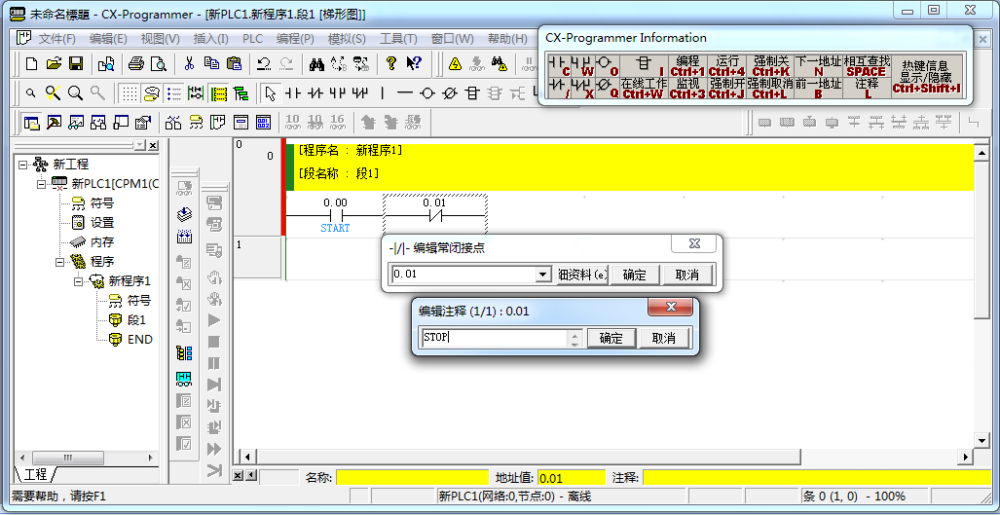 未命名標題 - CX-Programmer - [新PLC1.新程序1.段1 [梯形图]]
文件(F) 编辑(E) 视图(V) 插入(I) PLC 编程(P) 模拟(S) 工具(T) 窗口(W) 帮助(H)
CX-Programmer Information
C W O I 编程 Ctrl+1 运行 Ctrl+4 强制关 Ctrl+K 下一地址 N 相互查找 SPACE 热键信息 显示/隐藏 Ctrl+Shift+I
/ X Q 在线工作 Ctrl+W 监视 Ctrl+3 强制开 Ctrl+J 强制取消 Ctrl+L 前一地址 B 注释 L
10 10 16
新工程
新PLC1[CPM1(C
符号
设置
内存
程序
新程序1
符号
段1
END
工程
0
0
[程序名 : 新程序1]
[段名称 : 段1]
0.00 0.01
START
1
-|/|- 编辑常闭接点
0.01 细资料(e) 确定 取消
编辑注释 (1/1) : 0.01
STOP 确定 取消
名称: 地址值: 0.01 注释:
需要帮助，请按F1 新PLC1(网络:0,节点:0) - 离线 条 0 (1, 0) - 100%